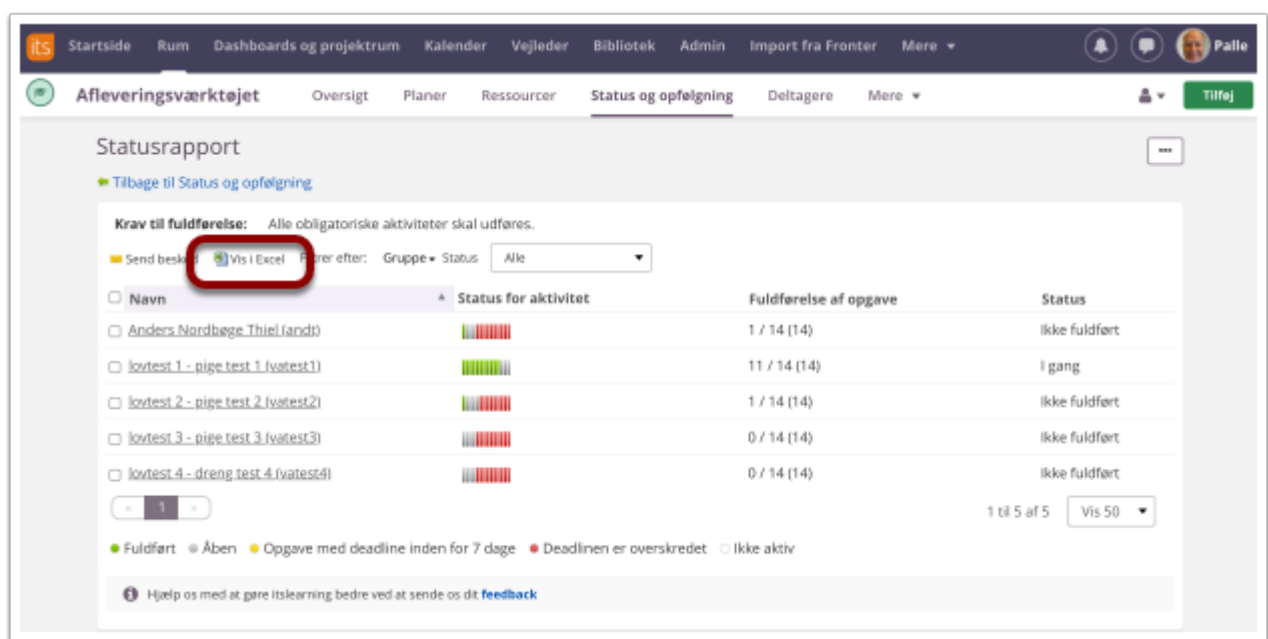 its Startside Rum Dashboards og projektrum Kalender Vejleder Bibliotek Admin Import fra Fronter Mere Palle
Afleveringsværktøjet Oversigt Planer Ressourcer Status og opfølgning Deltagere Mere Tilføj
Statusrapport
Tilbage til Status og opfølgning
Krav til fuldførelse: Alle obligatoriske aktiviteter skal udføres.
Send besked Vis i Excel efter: Gruppe Status Alle
Navn Status for aktivitet Fuldførelse af opgave Status
Anders Nordbøge Thiel (andt) 1 / 14 (14) Ikke fuldført
lovtest 1 - pige test 1 (vatest1) 11 / 14 (14) I gang
lovtest 2 - pige test 2 (vatest2) 1 / 14 (14) Ikke fuldført
lovtest 3 - pige test 3 (vatest3) 0 / 14 (14) Ikke fuldført
lovtest 4 - dreng test 4 (vatest4) 0 / 14 (14) Ikke fuldført
« 1 » 1 til 5 af 5 Vis 50
Fuldført Åben Opgave med deadline inden for 7 dage Deadlinen er overskredet Ikke aktiv
Hjælp os med at gøre itslearning bedre ved at sende os dit feedback